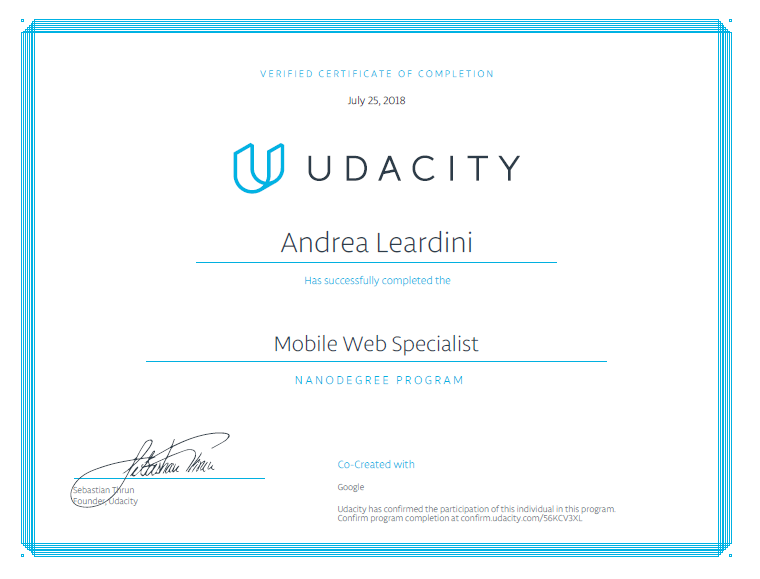 VERIFIED CERTIFICATE OF COMPLETION
July 25, 2018
UDACITY
Andrea Leardini
Has successfully completed the
Mobile Web Specialist
NANODEGREE PROGRAM
Sebastian Thrun
Sebastian Thrun
Founder, Udacity
Co-Created with
Google
Udacity has confirmed the participation of this individual in this program.
Confirm program completion at confirm.udacity.com/56KCV3XL